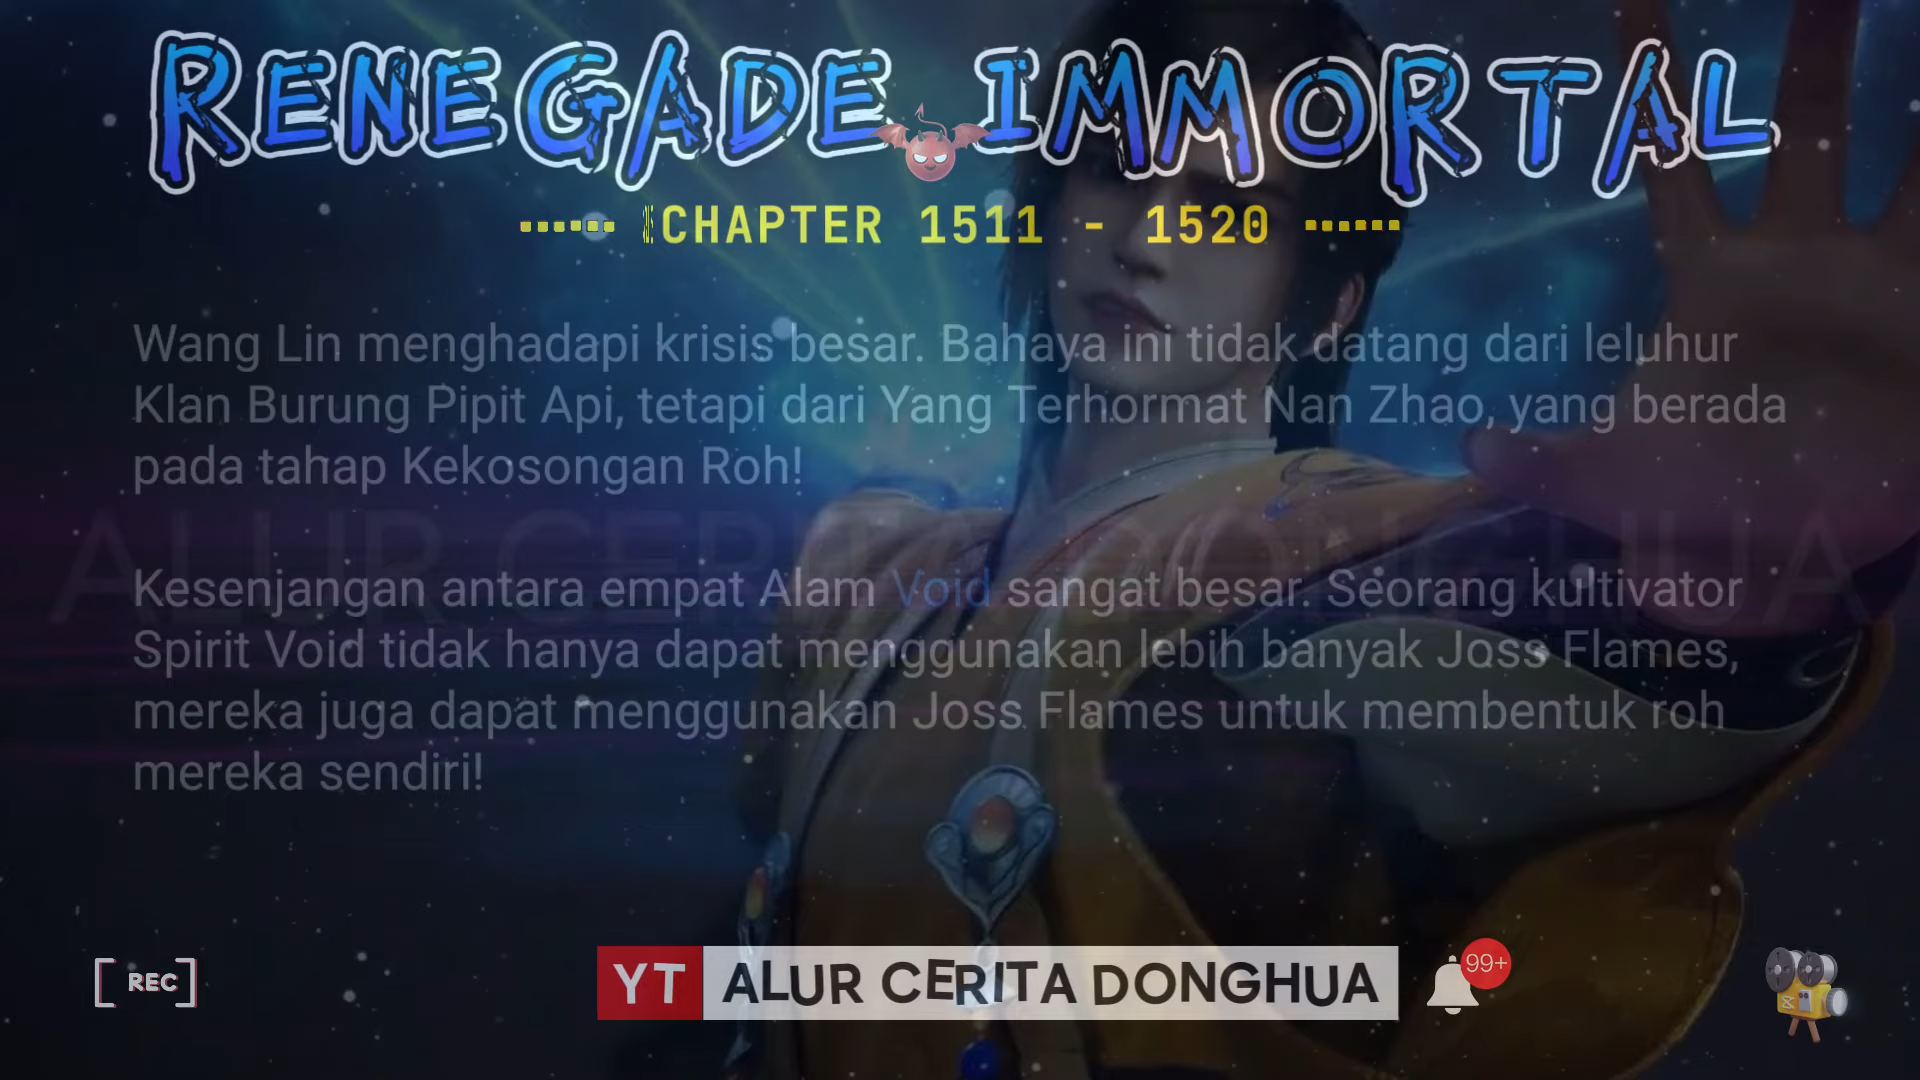 RENEGADE IMMORTAL
CHAPTER 1511 - 1520
Wang Lin menghadapi krisis besar. Bahaya ini tidak datang dari leluhur
Klan Burung Pipit Api, tetapi dari Yang Terhormat Nan Zhao, yang berada
pada tahap Kekosongan Roh!
ALUR CERITA DONGHUA
Kesenjangan antara empat Alam Void sangat besar. Seorang kultivator
Spirit Void tidak hanya dapat menggunakan lebih banyak Joss Flames,
mereka juga dapat menggunakan Joss Flames untuk membentuk roh
mereka sendiri!
REC
YT ALUR CERITA DONGHUA
99+